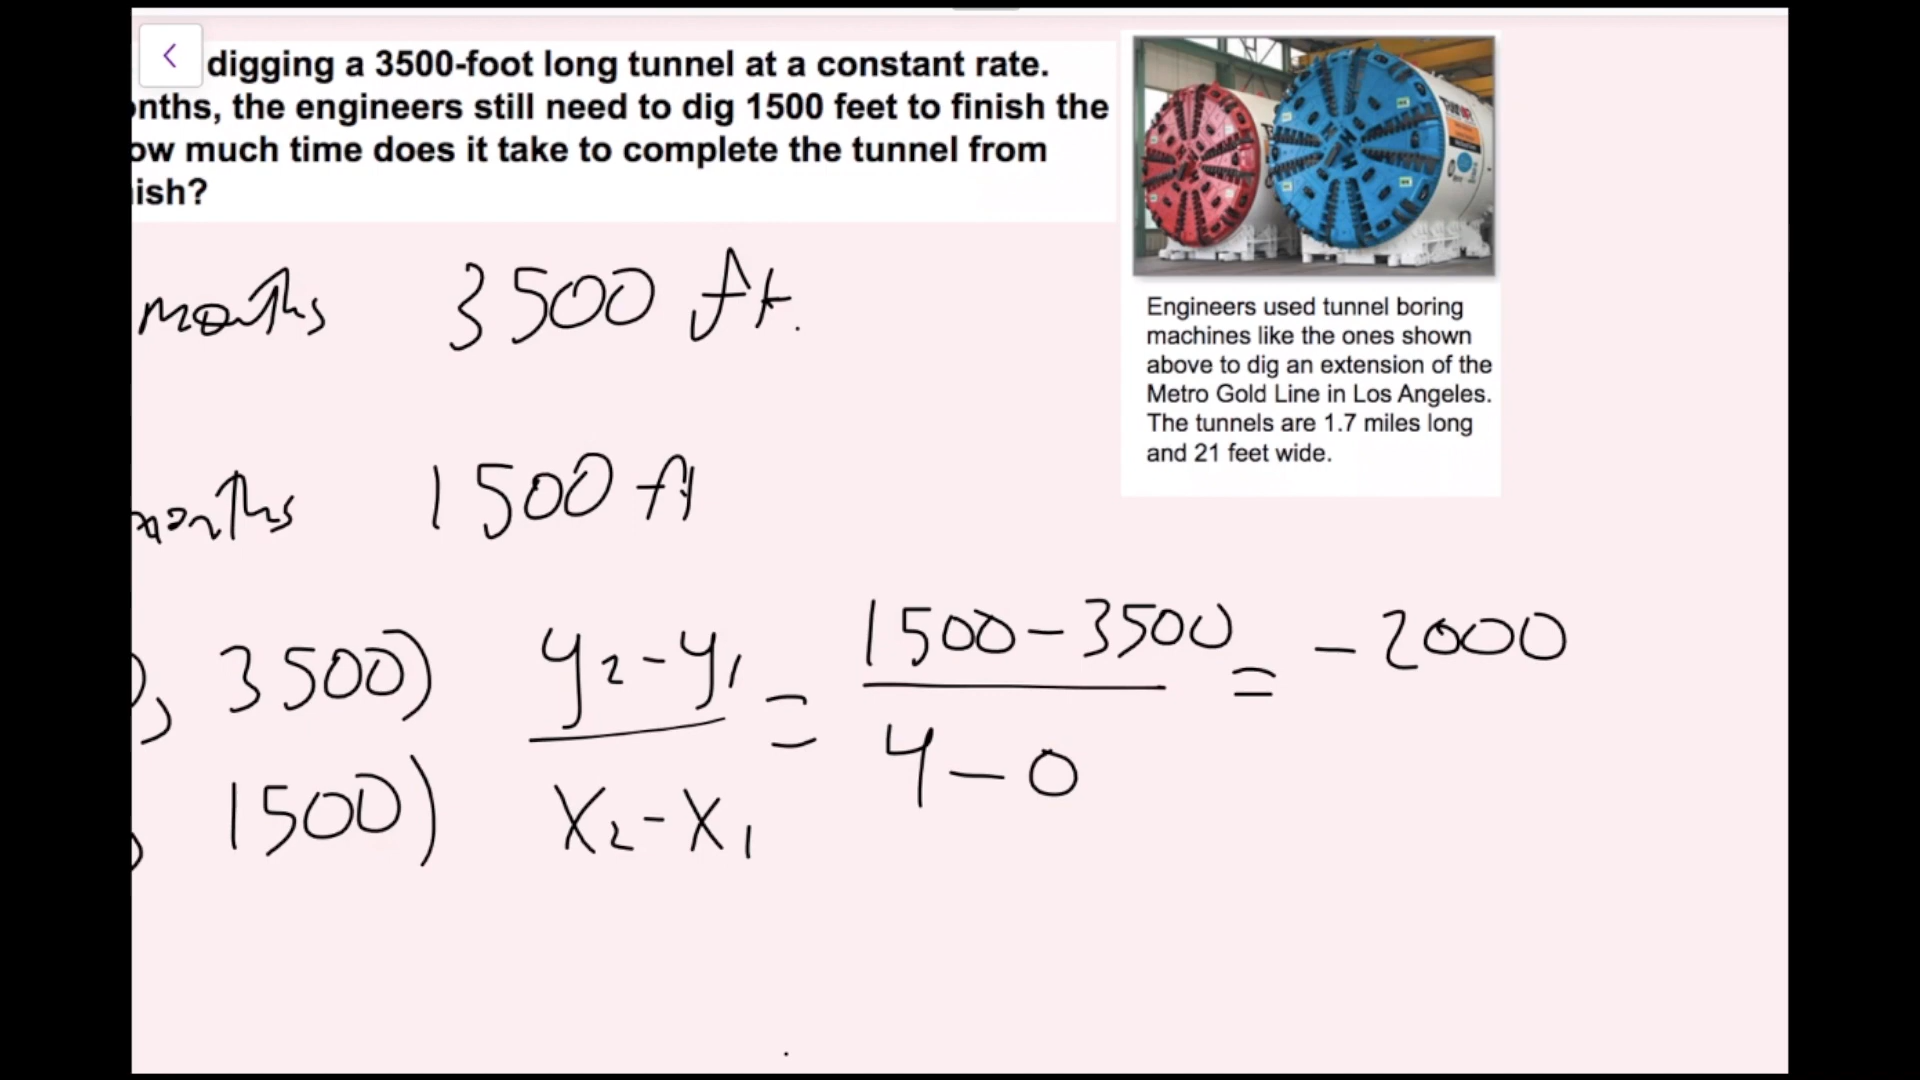 digging a 3500-foot long tunnel at a constant rate.
nths, the engineers still need to dig 1500 feet to finish the
ow much time does it take to complete the tunnel from
ish?
Engineers used tunnel boring
machines like the ones shown
above to dig an extension of the
Metro Gold Line in Los Angeles.
The tunnels are 1.7 miles long
and 21 feet wide.
months 3500 ft.
months 1500 ft
, 3500) y2-y1 = 1500-3500 = -2000
1500) x2-x1 4-0